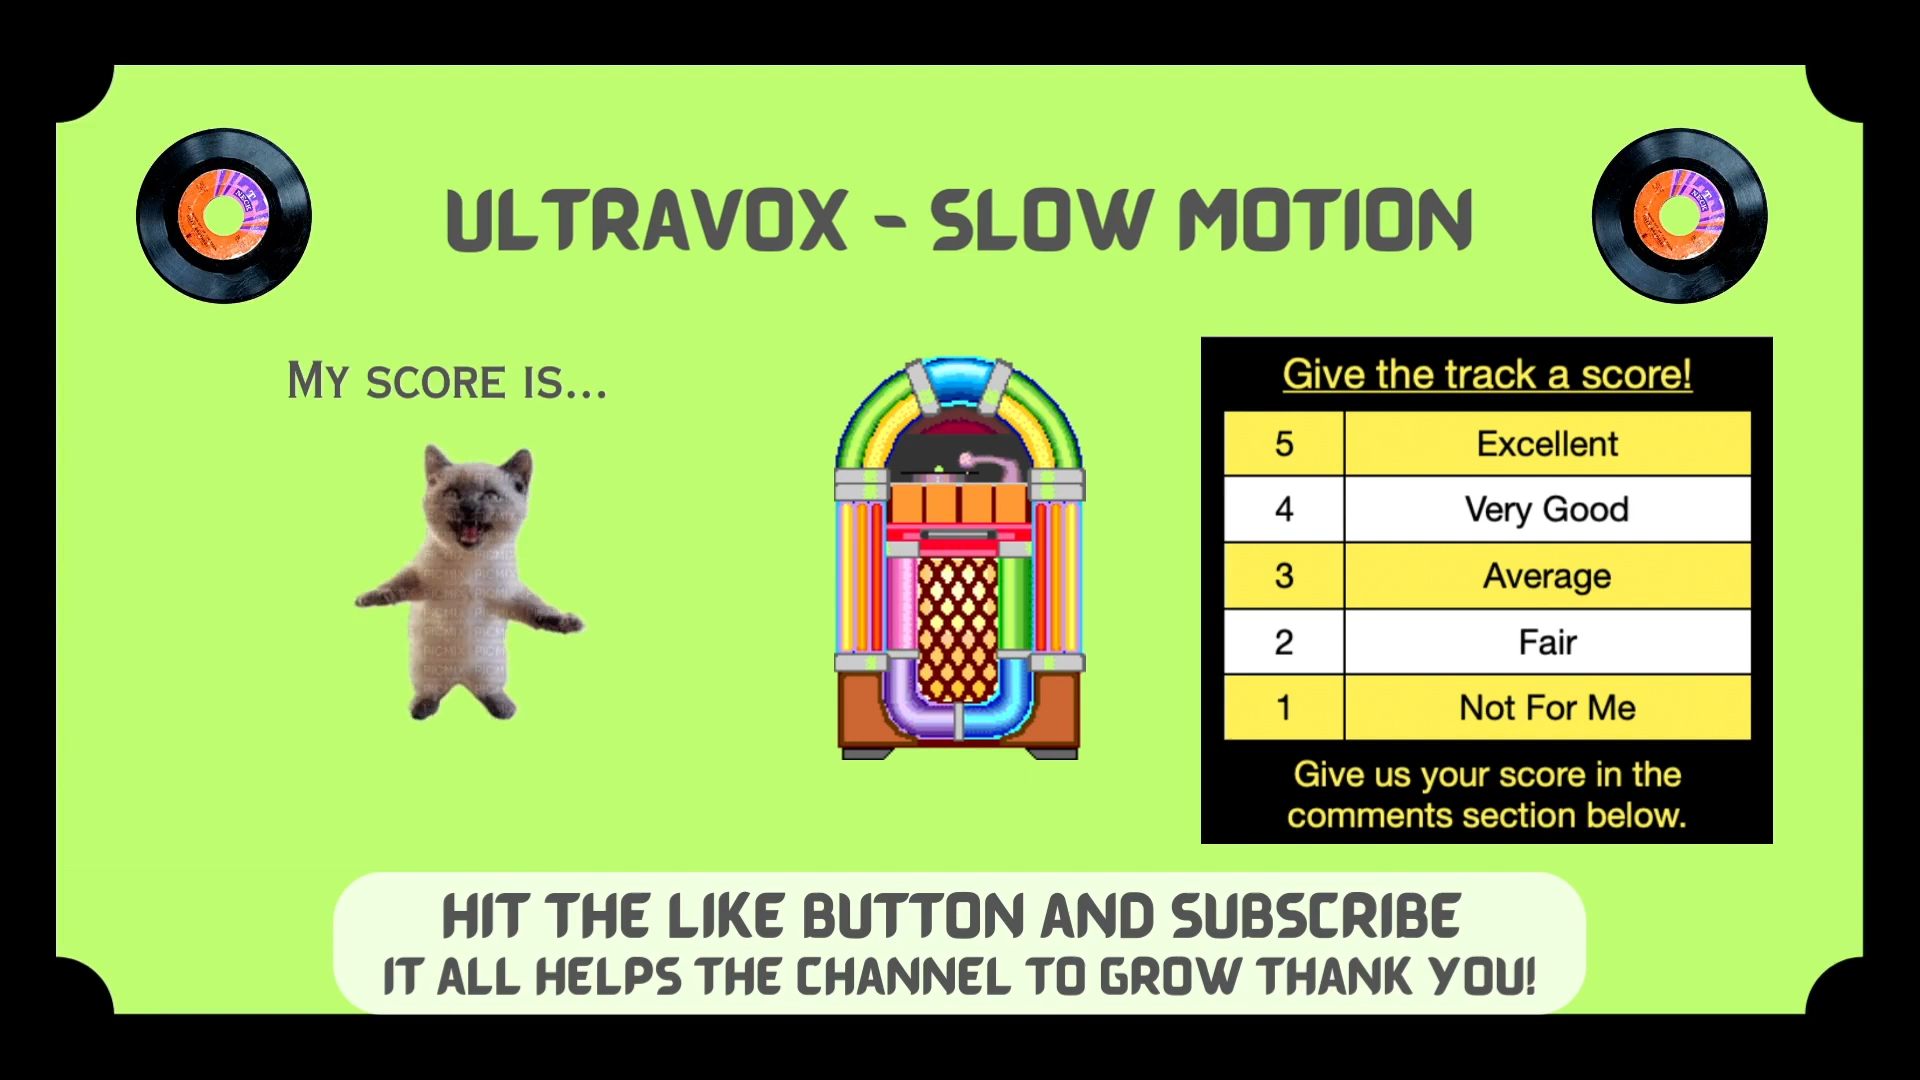 ULTRAVOX - SLOW MOTION
MY SCORE IS...
Give the track a score!
5 Excellent
4 Very Good
3 Average
2 Fair
1 Not For Me
Give us your score in the
comments section below.
HIT THE LIKE BUTTON AND SUBSCRIBE
IT ALL HELPS THE CHANNEL TO GROW THANK YOU!